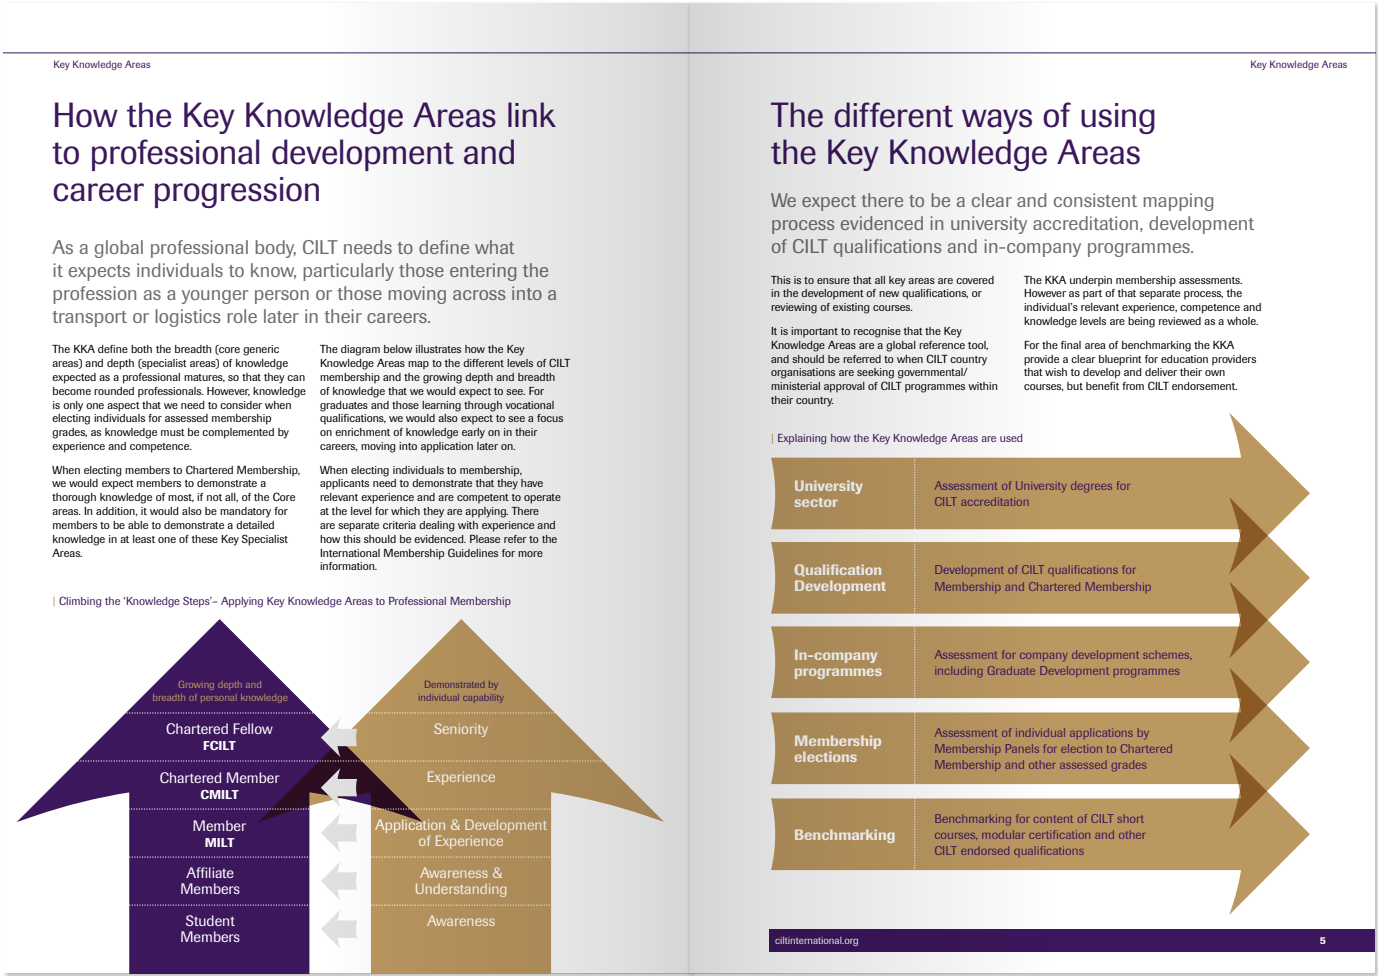 Key Knowledge Areas
How the Key Knowledge Areas link
to professional development and
career progression
As a global professional body, CILT needs to define what
it expects individuals to know, particularly those entering the
profession as a younger person or those moving across into a
transport or logistics role later in their careers.
The KKA define both the breadth (core generic
areas) and depth (specialist areas) of knowledge
expected as a professional matures, so that they can
become rounded professionals. However, knowledge
is only one aspect that we need to consider when
electing individuals for assessed membership
grades, as knowledge must be complemented by
experience and competence.
When electing members to Chartered Membership,
we would expect members to demonstrate a
thorough knowledge of most, if not all, of the Core
areas. In addition, it would also be mandatory for
members to be able to demonstrate a detailed
knowledge in at least one of these Key Specialist
Areas.
The diagram below illustrates how the Key
Knowledge Areas map to the different levels of CILT
membership and the growing depth and breadth
of knowledge that we would expect to see. For
graduates and those learning through vocational
qualifications, we would also expect to see a focus
on enrichment of knowledge early on in their
careers, moving into application later on.
When electing individuals to membership,
applicants need to demonstrate that they have
relevant experience and are competent to operate
at the level for which they are applying. There
are separate criteria dealing with experience and
how this should be evidenced. Please refer to the
International Membership Guidelines for more
information.
| Climbing the ‘Knowledge Steps’– Applying Key Knowledge Areas to Professional Membership
Growing depth and
breadth of personal knowledge
Chartered Fellow
FCILT
Chartered Member
CMILT
Member
MILT
Affiliate
Members
Student
Members
Demonstrated by
individual capability
Seniority
Experience
Application & Development
of Experience
Awareness &
Understanding
Awareness
Key Knowledge Areas
The different ways of using
the Key Knowledge Areas
We expect there to be a clear and consistent mapping
process evidenced in university accreditation, development
of CILT qualifications and in-company programmes.
This is to ensure that all key areas are covered
in the development of new qualifications, or
reviewing of existing courses.
It is important to recognise that the Key
Knowledge Areas are a global reference tool,
and should be referred to when CILT country
organisations are seeking governmental/
ministerial approval of CILT programmes within
their country.
The KKA underpin membership assessments.
However as part of that separate process, the
individual’s relevant experience, competence and
knowledge levels are being reviewed as a whole.
For the final area of benchmarking the KKA
provide a clear blueprint for education providers
that wish to develop and deliver their own
courses, but benefit from CILT endorsement.
| Explaining how the Key Knowledge Areas are used
University
sector
Assessment of University degrees for
CILT accreditation
Qualification
Development
Development of CILT qualifications for
Membership and Chartered Membership
In-company
programmes
Assessment for company development schemes,
including Graduate Development programmes
Membership
elections
Assessment of individual applications by
Membership Panels for election to Chartered
Membership and other assessed grades
Benchmarking
Benchmarking for content of CILT short
courses, modular certification and other
CILT endorsed qualifications
ciltinternational.org
5